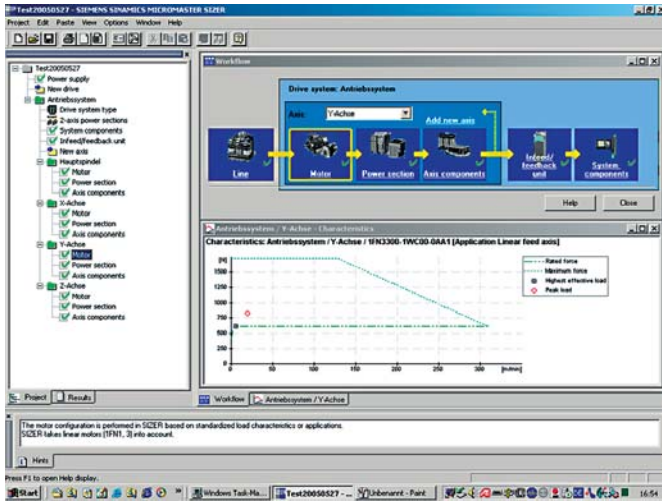 Test20050527 - SIEMENS SINAMICS MICROMASTER SIZER
Project Edit Paste View Options Window Help
Test20050527
Power supply
New drive
Antriebssystem
Drive system type
2-axis power sections
System components
Infeed/feedback unit
New axis
Hauptspindel
Motor
Power section
Axis components
X-Achse
Motor
Power section
Axis components
Y-Achse
Motor
Power section
Axis components
Z-Achse
Motor
Power section
Axis components
Project Results
Workflow
Drive system: Antriebssystem
Axis: Y-Achse
Add new axis
Line Motor Power section Axis components Infeed/ feedback unit System components
Help Close
Antriebssystem / Y-Achse - Characteristics
Characteristics: Antriebssystem / Y-Achse / 1FN3300-1WC00-0AA1 [Application Linear feed axis]
[N]
1500
1250
1000
750
500
250
0
0 50 100 150 200 250 300 [m/min]
Rated force
Maximum force
Highest effective load
Peak load
Workflow Antriebssystem / Y-Achse
The motor configuration is performed in SIZER based on standardized load characteristics or applications.
SIZER takes linear motors (1FN1, 3) into account.
Hints
Press F1 to open Help display.
Start Windows Task-Ma... Test20050527 - ... Unbenannt - Paint 16:54